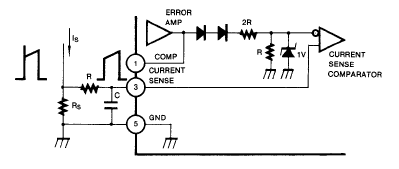 ERROR
AMP
2R
Is
COMP
R
1V
1
CURRENT
SENSE
CURRENT
SENSE
COMPARATOR
R
3
C
Rs
5
GND